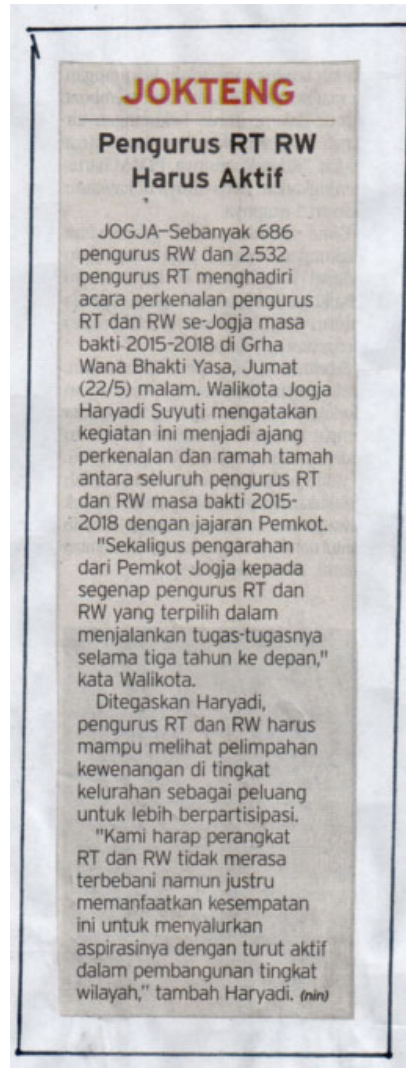 JOKTENG
Pengurus RT RW
Harus Aktif
JOGJA–Sebanyak 686
pengurus RW dan 2.532
pengurus RT menghadiri
acara perkenalan pengurus
RT dan RW se-Jogja masa
bakti 2015-2018 di Grha
Wana Bhakti Yasa, Jumat
(22/5) malam. Walikota Jogja
Haryadi Suyuti mengatakan
kegiatan ini menjadi ajang
perkenalan dan ramah tamah
antara seluruh pengurus RT
dan RW masa bakti 2015-
2018 dengan jajaran Pemkot.
"Sekaligus pengarahan
dari Pemkot Jogja kepada
segenap pengurus RT dan
RW yang terpilih dalam
menjalankan tugas-tugasnya
selama tiga tahun ke depan,"
kata Walikota.
Ditegaskan Haryadi,
pengurus RT dan RW harus
mampu melihat pelimpahan
kewenangan di tingkat
kelurahan sebagai peluang
untuk lebih berpartisipasi.
"Kami harap perangkat
RT dan RW tidak merasa
terbebani namun justru
memanfaatkan kesempatan
ini untuk menyalurkan
aspirasinya dengan turut aktif
dalam pembangunan tingkat
wilayah," tambah Haryadi. (nin)